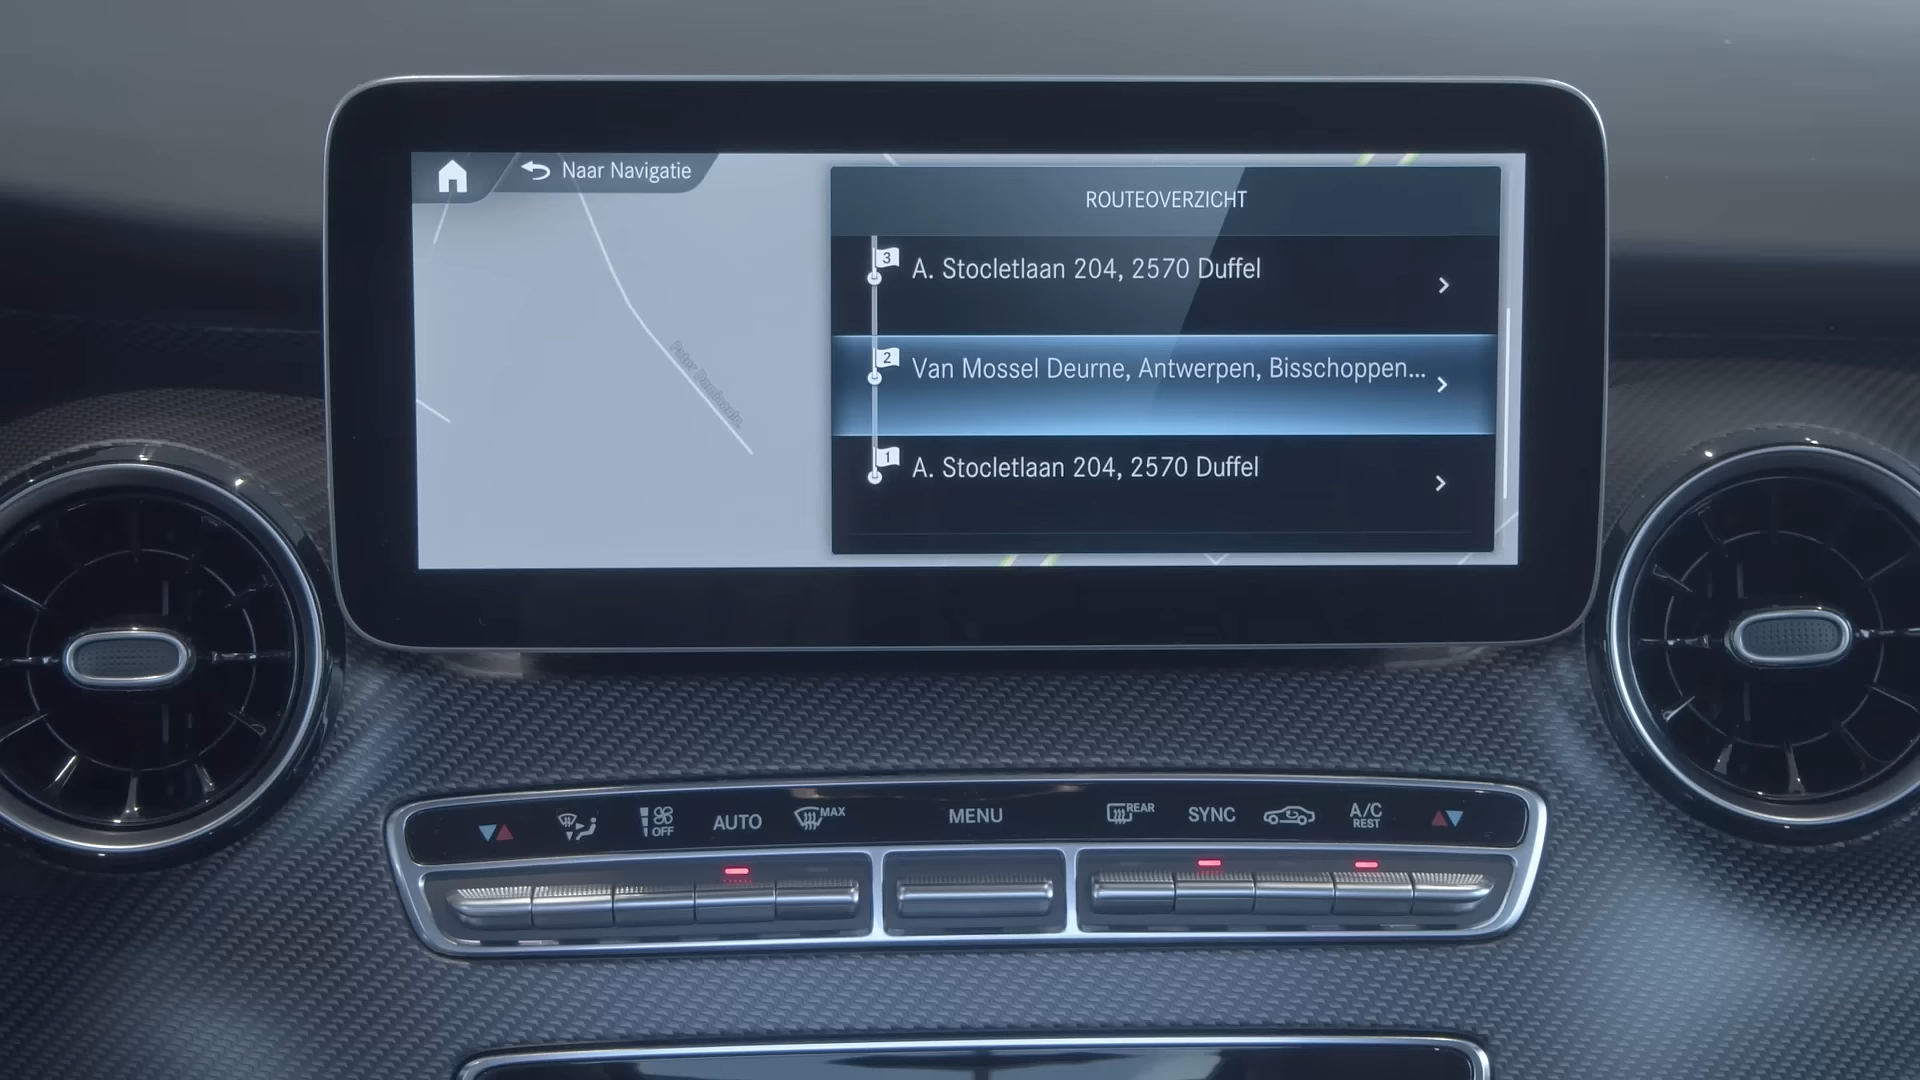 Naar Navigatie
ROUTEOVERZICHT
3 A. Stocletlaan 204, 2570 Duffel
2 Van Mossel Deurne, Antwerpen, Bisschoppen...
1 A. Stocletlaan 204, 2570 Duffel
OFF
AUTO
MAX
MENU
REAR
SYNC
A/C
REST